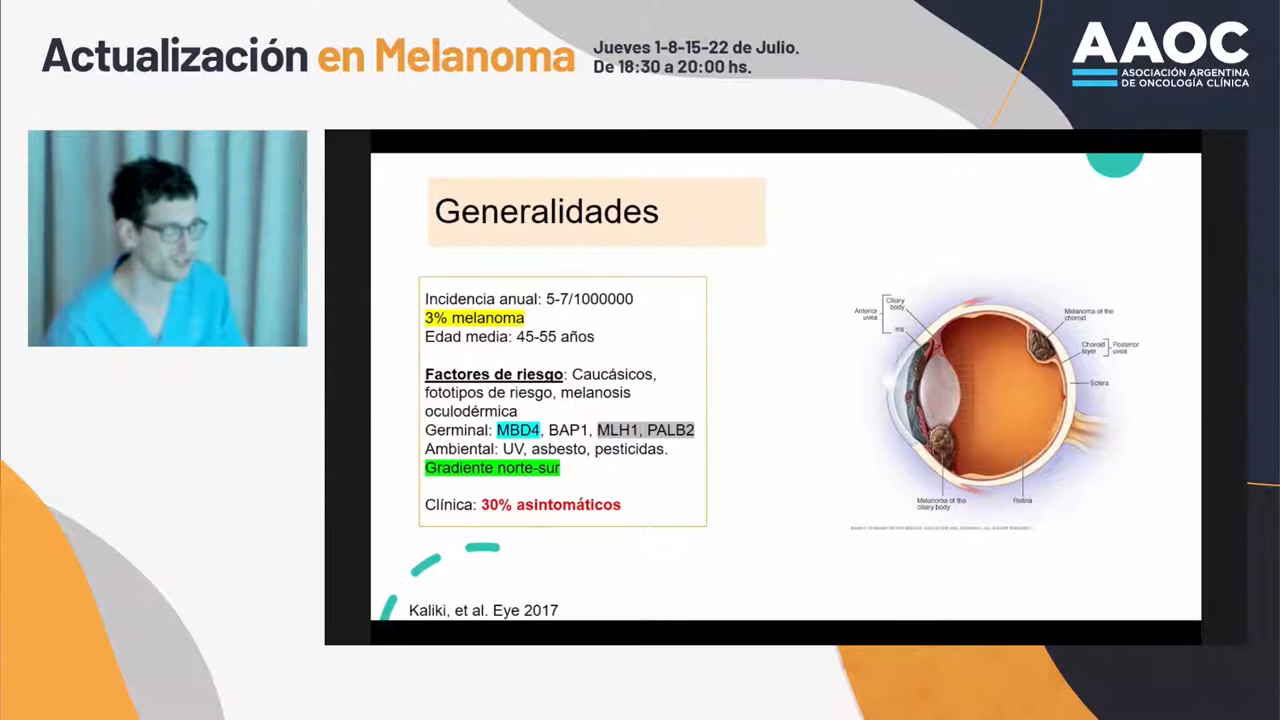 Actualización en Melanoma
Jueves 1-8-15-22 de Julio.
De 18:30 a 20:00 hs.
AAOC
ASOCIACIÓN ARGENTINA
DE ONCOLOGÍA CLÍNICA
Generalidades
Incidencia anual: 5-7/1000000
3% melanoma
Edad media: 45-55 años
Factores de riesgo: Caucásicos,
fototipos de riesgo, melanosis
oculodérmica
Germinal: MBD4, BAP1, MLH1, PALB2
Ambiental: UV, asbesto, pesticidas.
Gradiente norte-sur
Clínica: 30% asintomáticos
Kaliki, et al. Eye 2017
Anterior
uvea
Ciliary
body
Iris
Melanoma of the
choroid
Choroid
layer
Posterior
uvea
Sclera
Melanoma of the
ciliary body
Retina